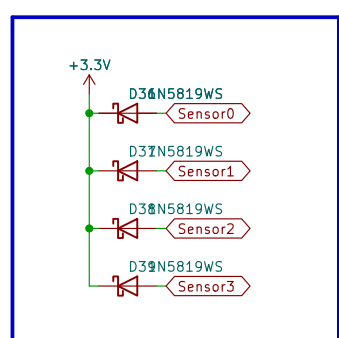 +3.3V
D36 1N5819WS
Sensor0
D37 1N5819WS
Sensor1
D38 1N5819WS
Sensor2
D39 1N5819WS
Sensor3